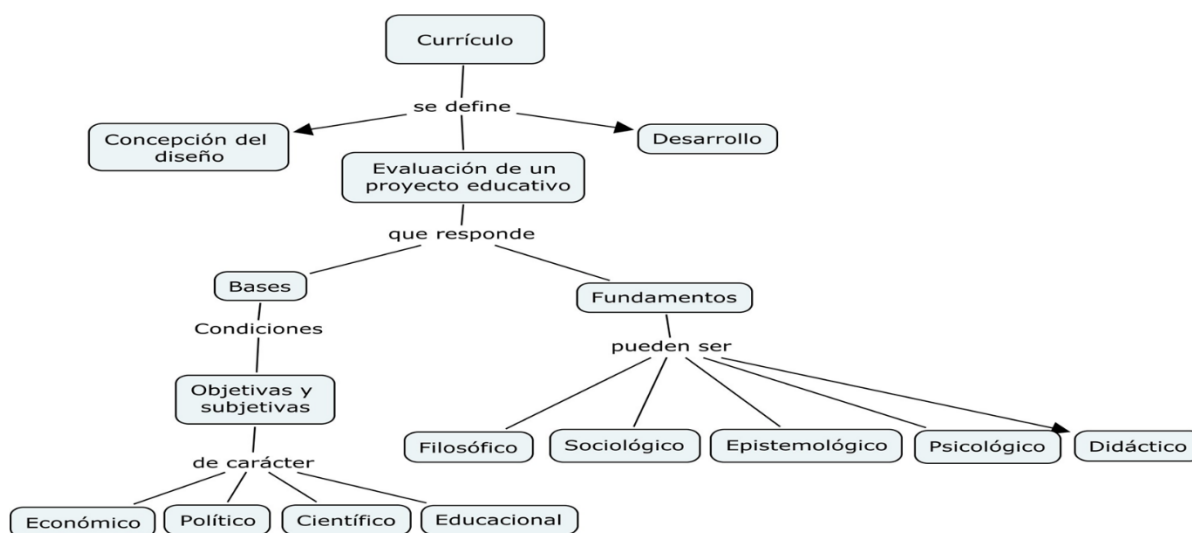 Currículo
se define
Concepción del
diseño
Evaluación de un
proyecto educativo
Desarrollo
que responde
Bases
Fundamentos
Condiciones
pueden ser
Objetivas y
subjetivas
Filosófico
Sociológico
Epistemológico
Psicológico
Didáctico
de carácter
Económico
Político
Científico
Educacional